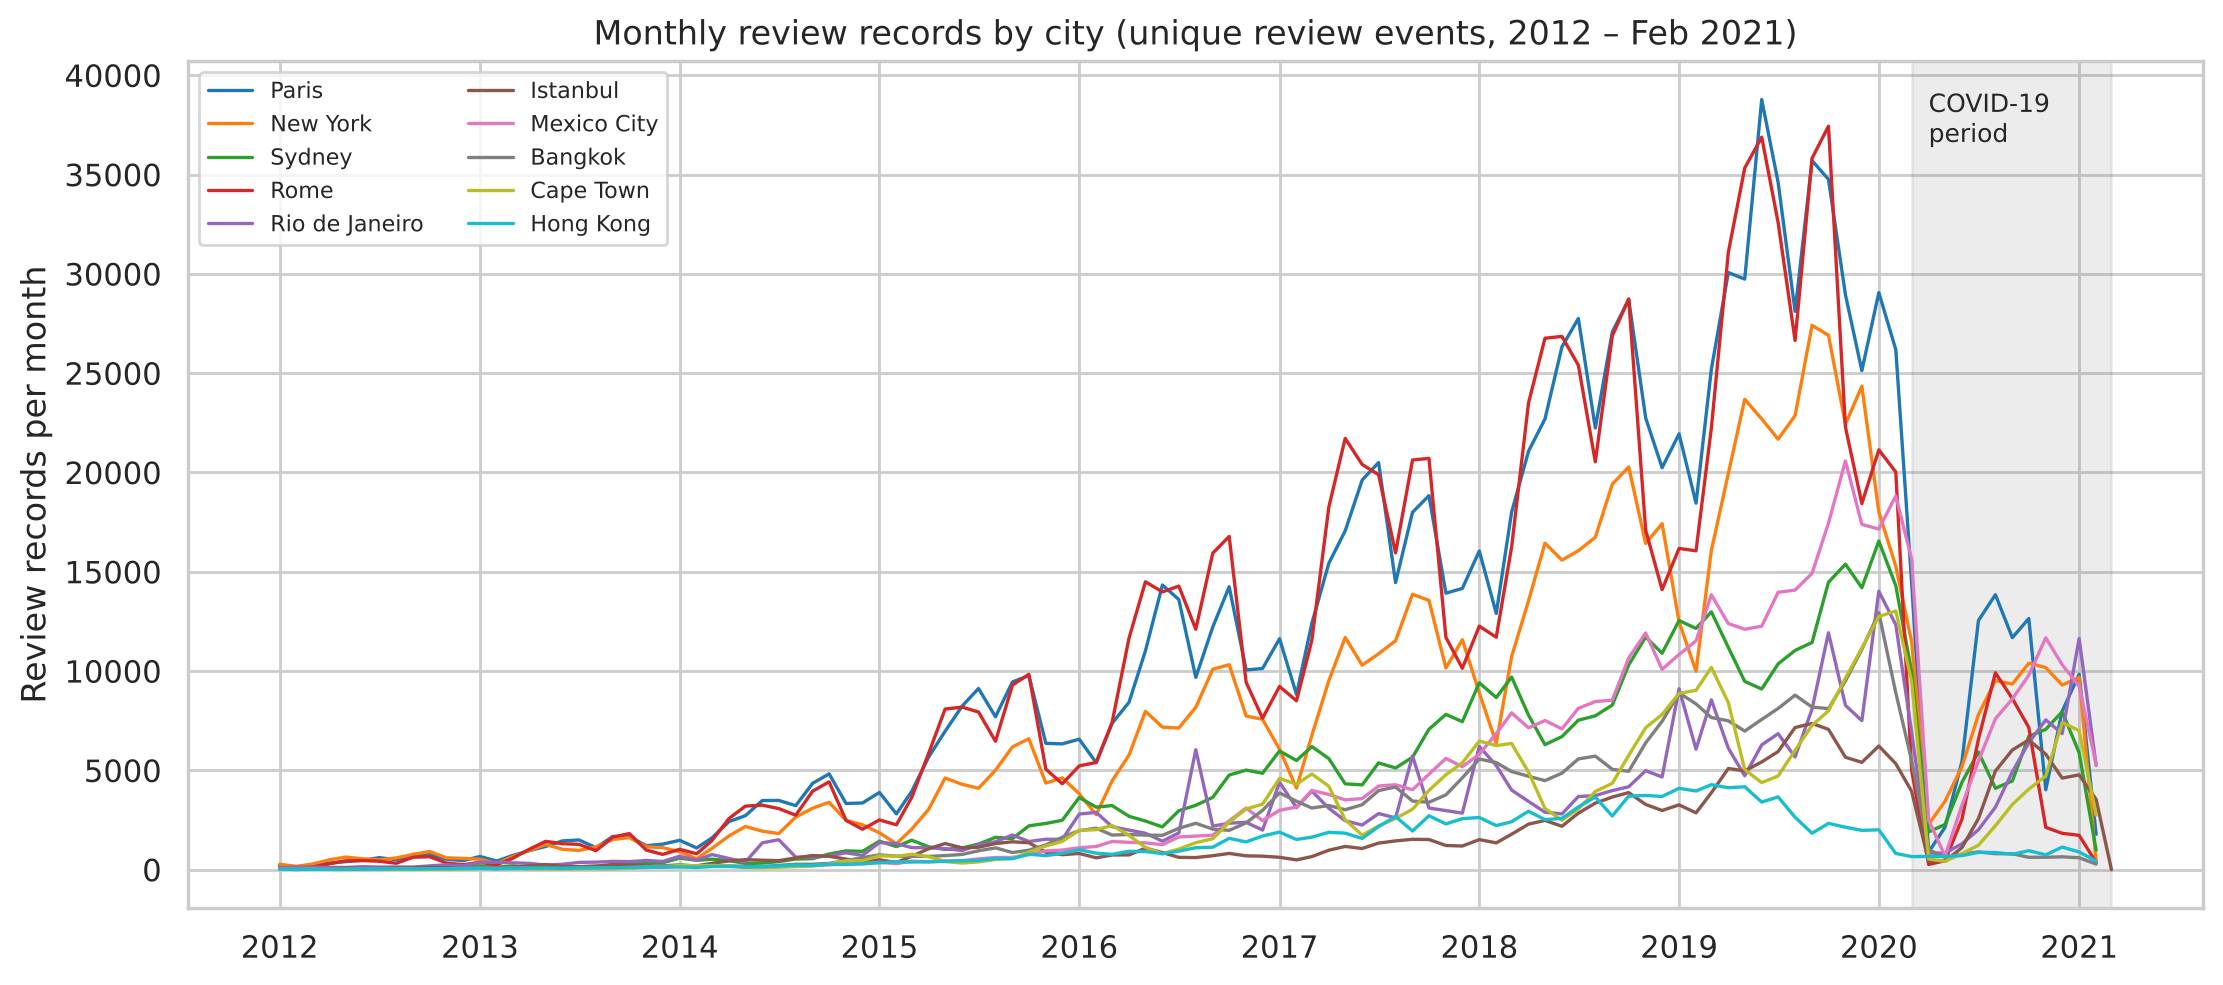 Monthly review records by city (unique review events, 2012 – Feb 2021)
Review records per month
40000
35000
30000
25000
20000
15000
10000
5000
0
Paris
New York
Sydney
Rome
Rio de Janeiro
Istanbul
Mexico City
Bangkok
Cape Town
Hong Kong
COVID-19
period
2012 2013 2014 2015 2016 2017 2018 2019 2020 2021